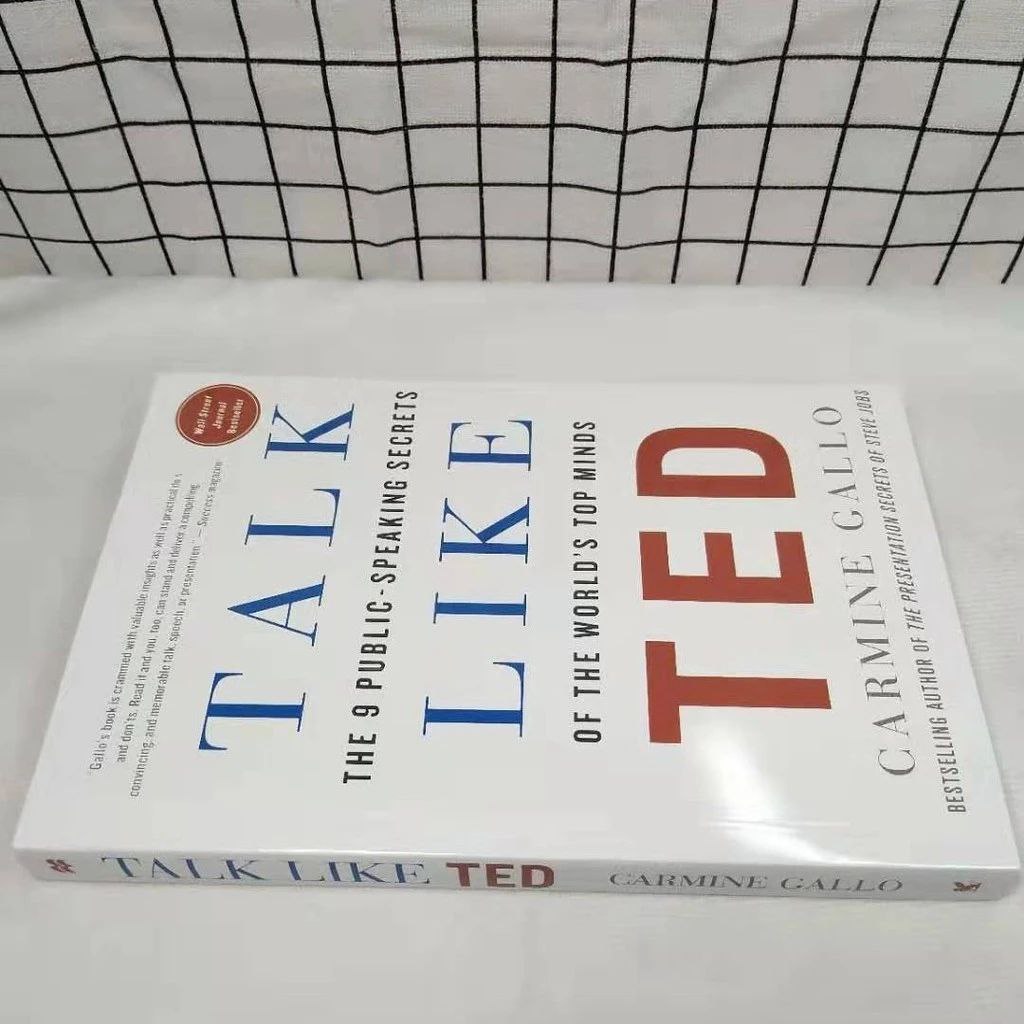 "Gallo's book is crammed with valuable insights as well as practical do's
and don'ts. Read it and you, too, can stand and deliver a compelling,
convincing, and memorable talk, speech, or presentation." —Success magazine
Wall Street
Journal
Bestseller
TALK
THE 9 PUBLIC-SPEAKING SECRETS
LIKE
OF THE WORLD'S TOP MINDS
TED
CARMINE GALLO
BESTSELLING AUTHOR OF THE PRESENTATION SECRETS OF STEVE JOBS
TALK LIKE TED CARMINE GALLO